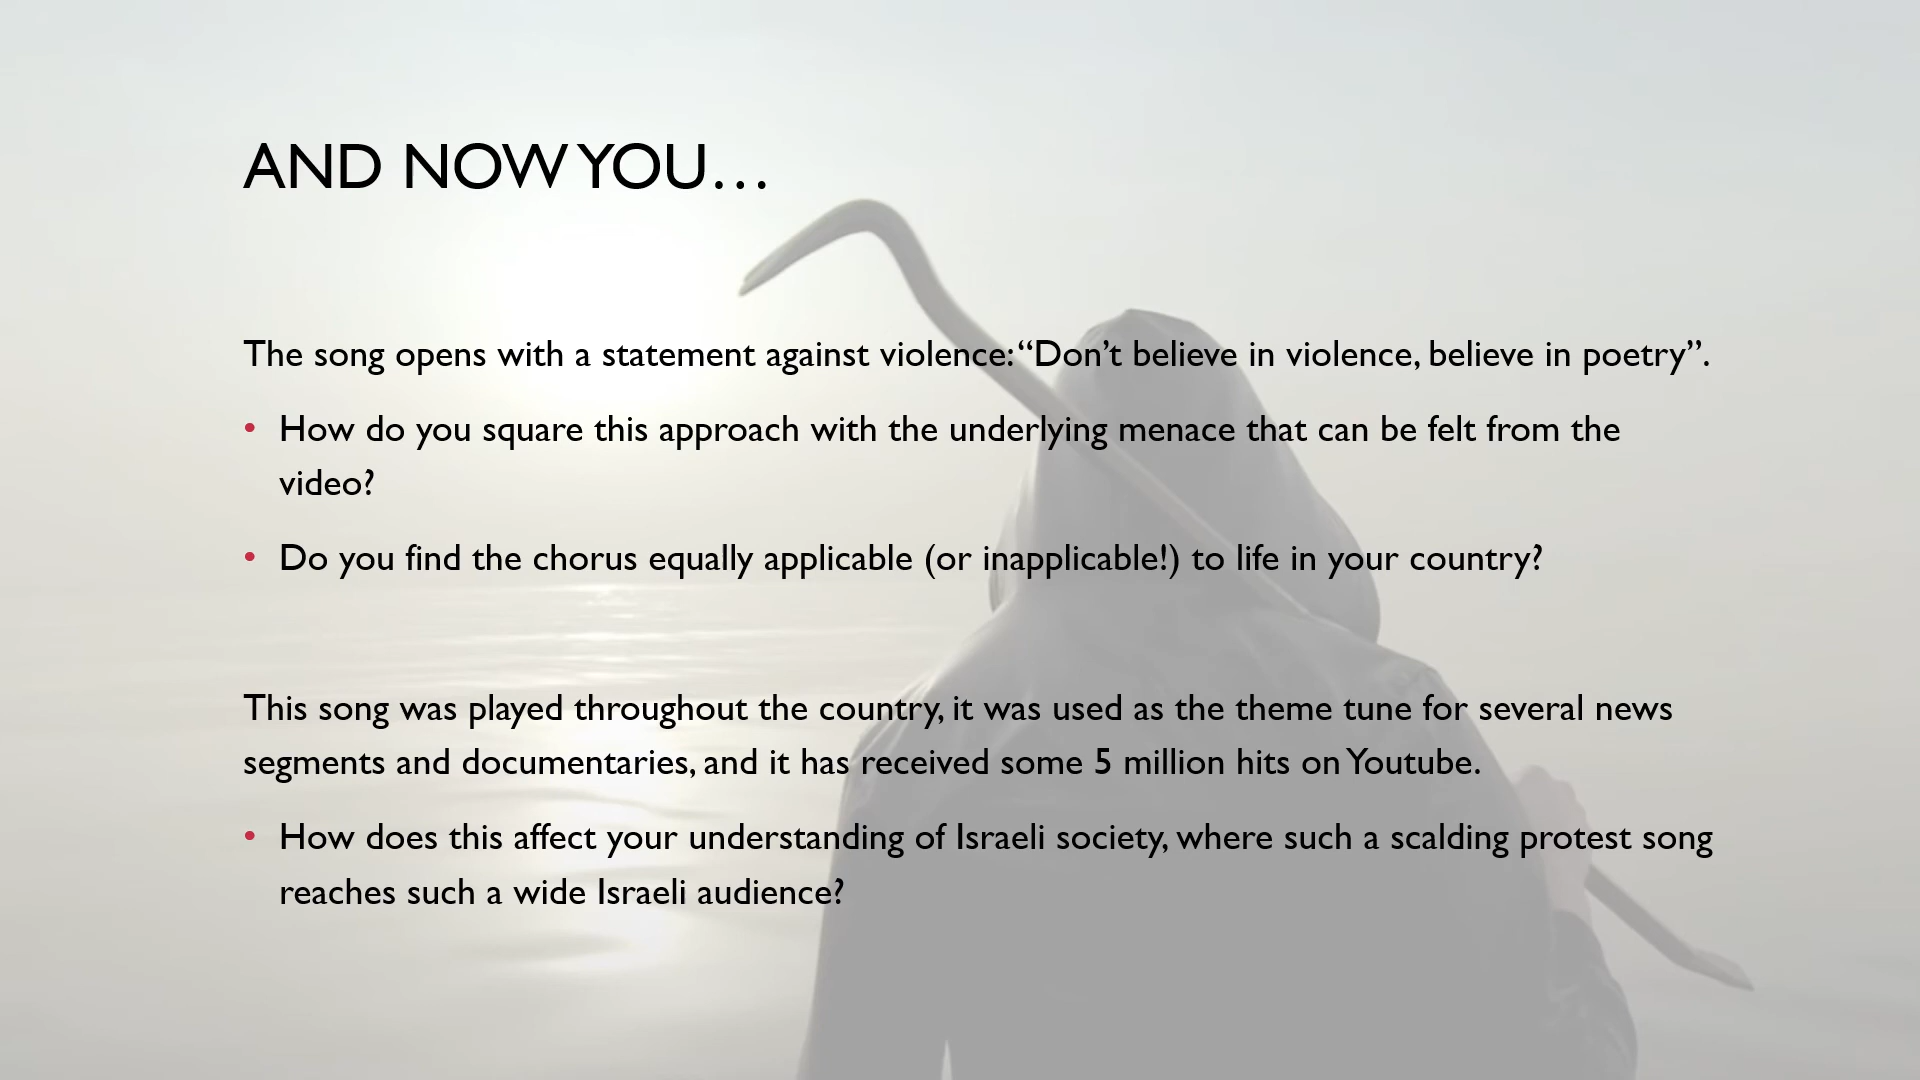 AND NOW YOU…
The song opens with a statement against violence: “Don’t believe in violence, believe in poetry”.
• How do you square this approach with the underlying menace that can be felt from the
video?
• Do you find the chorus equally applicable (or inapplicable!) to life in your country?
This song was played throughout the country, it was used as the theme tune for several news
segments and documentaries, and it has received some 5 million hits on Youtube.
• How does this affect your understanding of Israeli society, where such a scalding protest song
reaches such a wide Israeli audience?